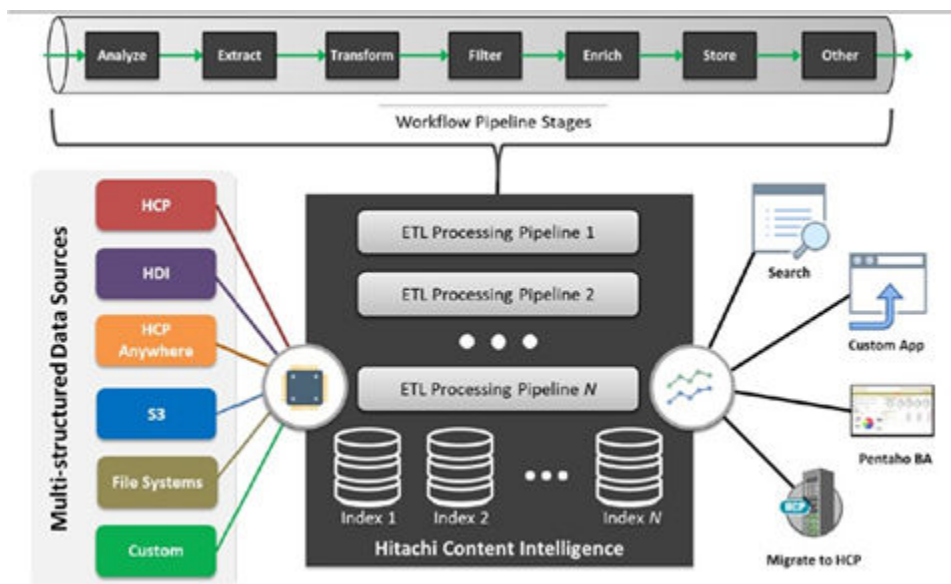 Analyze
Extract
Transform
Filter
Enrich
Store
Other
Workflow Pipeline Stages
Multi-structured Data Sources
HCP
HDI
HCP
Anywhere
S3
File Systems
Custom
ETL Processing Pipeline 1
ETL Processing Pipeline 2
ETL Processing Pipeline N
Index 1
Index 2
Index N
Hitachi Content Intelligence
Search
Custom App
Pentaho BA
HCP
Migrate to HCP